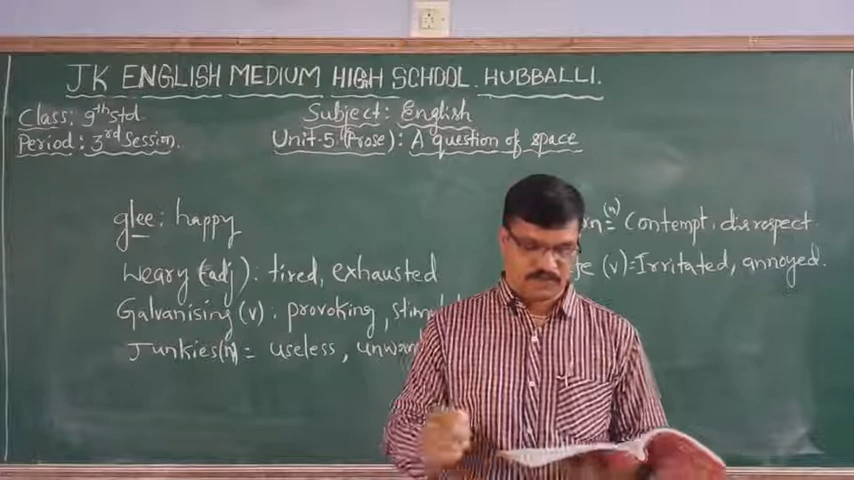 JK ENGLISH MEDIUM HIGH SCHOOL. HUBBALLI.
Class: 9th Std
Subject: English
Period: 3rd Session.
Unit-5 (Prose): A question of space
glee: happy
(n)= Contempt, disrespect.
Weary (adj): tired, exhausted
(v)=Irritated, annoyed.
Galvanising (v): provoking,
Junkies(n)= useless,